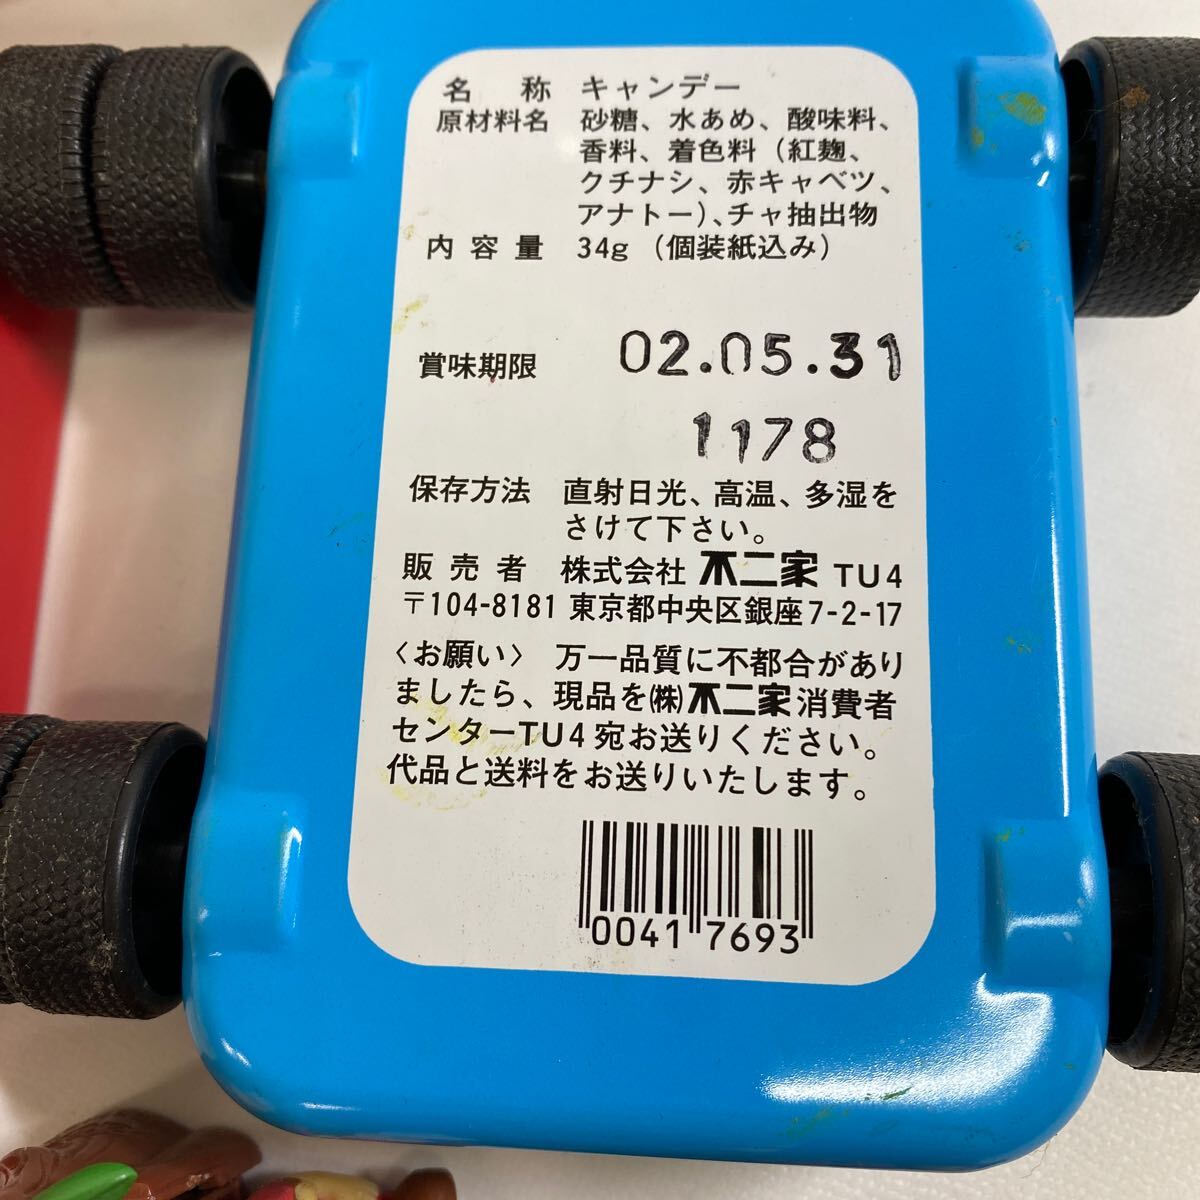 名称 キャンデー
原材料名 砂糖、水あめ、酸味料、
香料、着色料（紅麹、
クチナシ、赤キャベツ、
アナトー）、チャ抽出物
内容量 34g （個装紙込み）
賞味期限 02.05.31
1178
保存方法 直射日光、高温、多湿を
さけて下さい。
販売者 株式会社 不二家 TU4
〒104-8181 東京都中央区銀座7-2-17
〈お願い〉 万一品質に不都合があり
ましたら、現品を㈱不二家消費者
センターTU4宛お送りください。
代品と送料をお送りいたします。
0041 7693